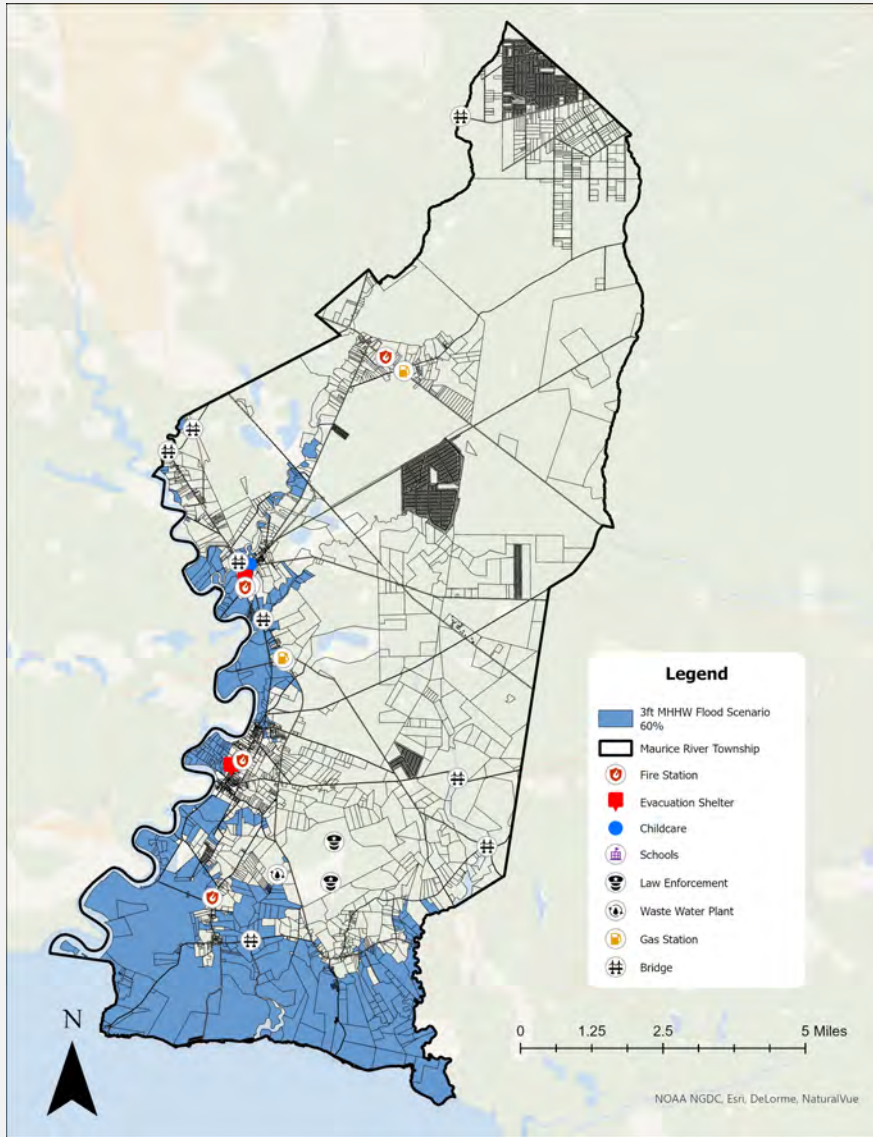 Legend
3ft MHHW Flood Scenario
60%
Maurice River Township
Fire Station
Evacuation Shelter
Childcare
Schools
Law Enforcement
Waste Water Plant
Gas Station
Bridge
N
0 1.25 2.5 5 Miles
NOAA NGDC, Esri, DeLorme, NaturalVue